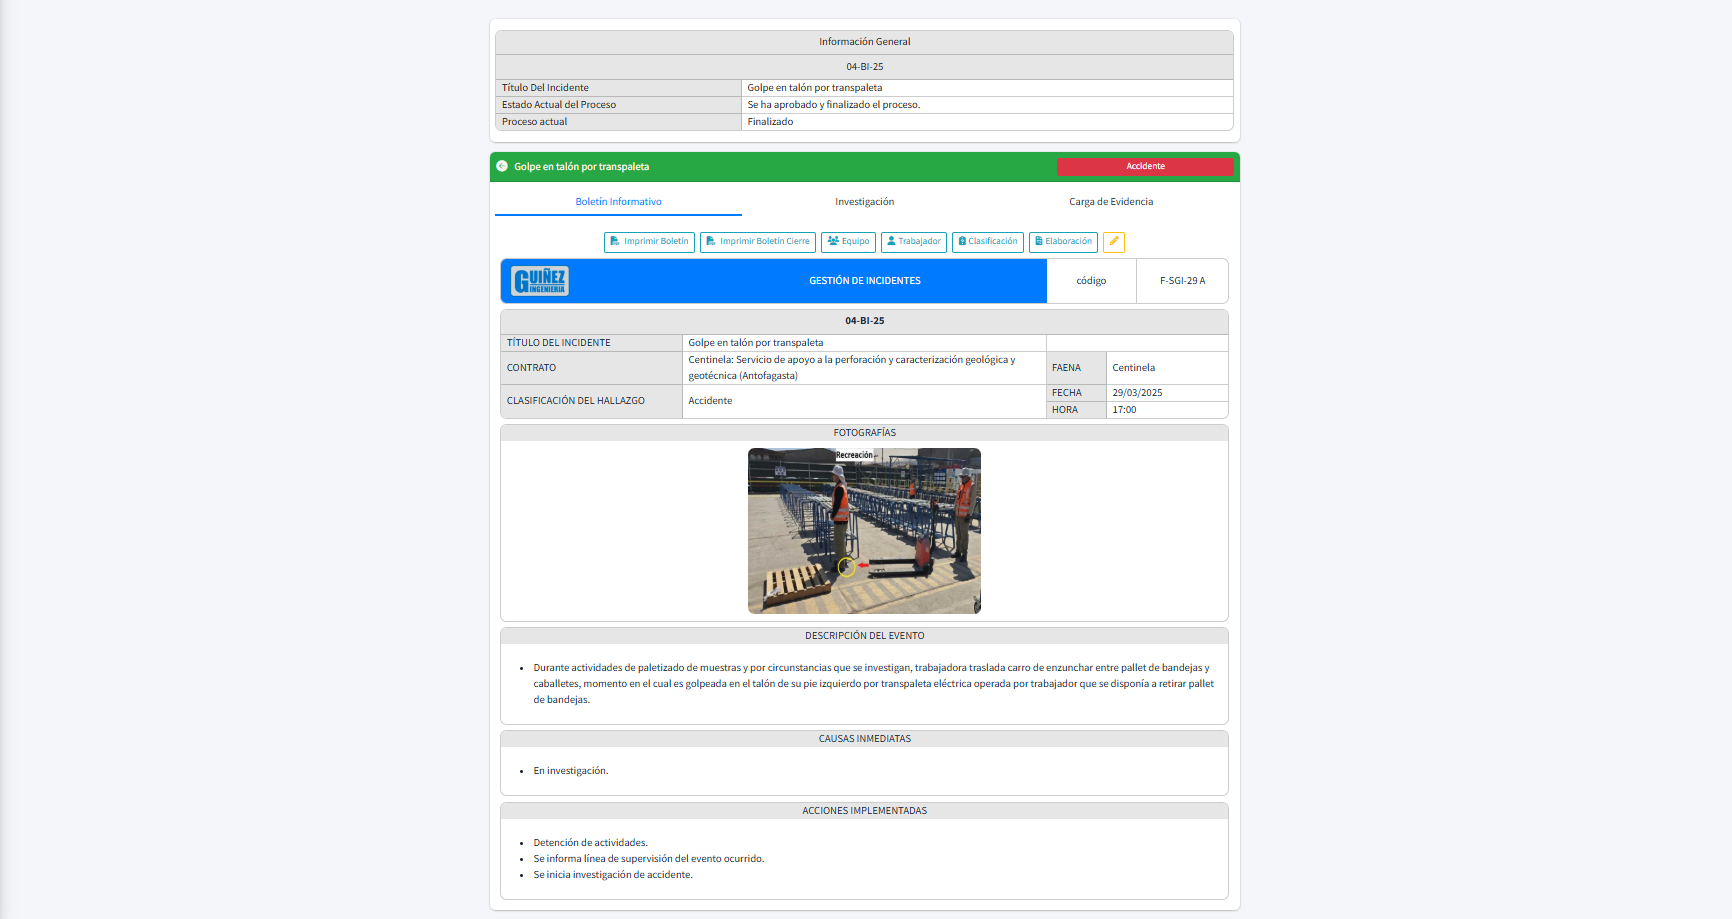 Información General
04-BI-25
Título Del Incidente
Golpe en talón por transpaleta
Estado Actual del Proceso
Se ha aprobado y finalizado el proceso.
Proceso actual
Finalizado
Golpe en talón por transpaleta
Accidente
Boletín Informativo
Investigación
Carga de Evidencia
Imprimir Boletín
Imprimir Boletín Cierre
Equipo
Trabajador
Clasificación
Elaboración
GUIÑEZ
INGENIERIA
GESTIÓN DE INCIDENTES
código
F-SGI-29 A
04-BI-25
TÍTULO DEL INCIDENTE
Golpe en talón por transpaleta
CONTRATO
Centinela: Servicio de apoyo a la perforación y caracterización geológica y
geotécnica (Antofagasta)
FAENA
Centinela
CLASIFICACIÓN DEL HALLAZGO
Accidente
FECHA
29/03/2025
HORA
17:00
FOTOGRAFÍAS
Recreación
DESCRIPCIÓN DEL EVENTO
• Durante actividades de paletizado de muestras y por circunstancias que se investigan, trabajadora traslada carro de enzunchar entre pallet de bandejas y
caballetes, momento en el cual es golpeada en el talón de su pie izquierdo por transpaleta eléctrica operada por trabajador que se disponía a retirar pallet
de bandejas.
CAUSAS INMEDIATAS
• En investigación.
ACCIONES IMPLEMENTADAS
• Detención de actividades.
• Se informa línea de supervisión del evento ocurrido.
• Se inicia investigación de accidente.